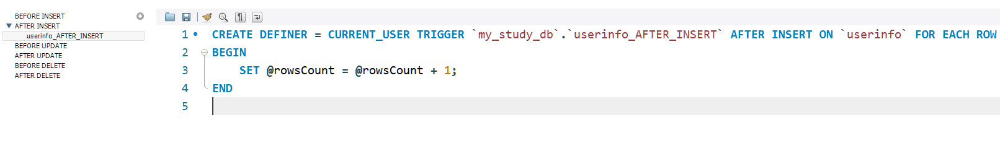 BEFORE INSERT
AFTER INSERT
userinfo_AFTER_INSERT
BEFORE UPDATE
AFTER UPDATE
BEFORE DELETE
AFTER DELETE
1 CREATE DEFINER = CURRENT_USER TRIGGER `my_study_db`.`userinfo_AFTER_INSERT` AFTER INSERT ON `userinfo` FOR EACH ROW
2 BEGIN
3 SET @rowsCount = @rowsCount + 1;
4 END
5